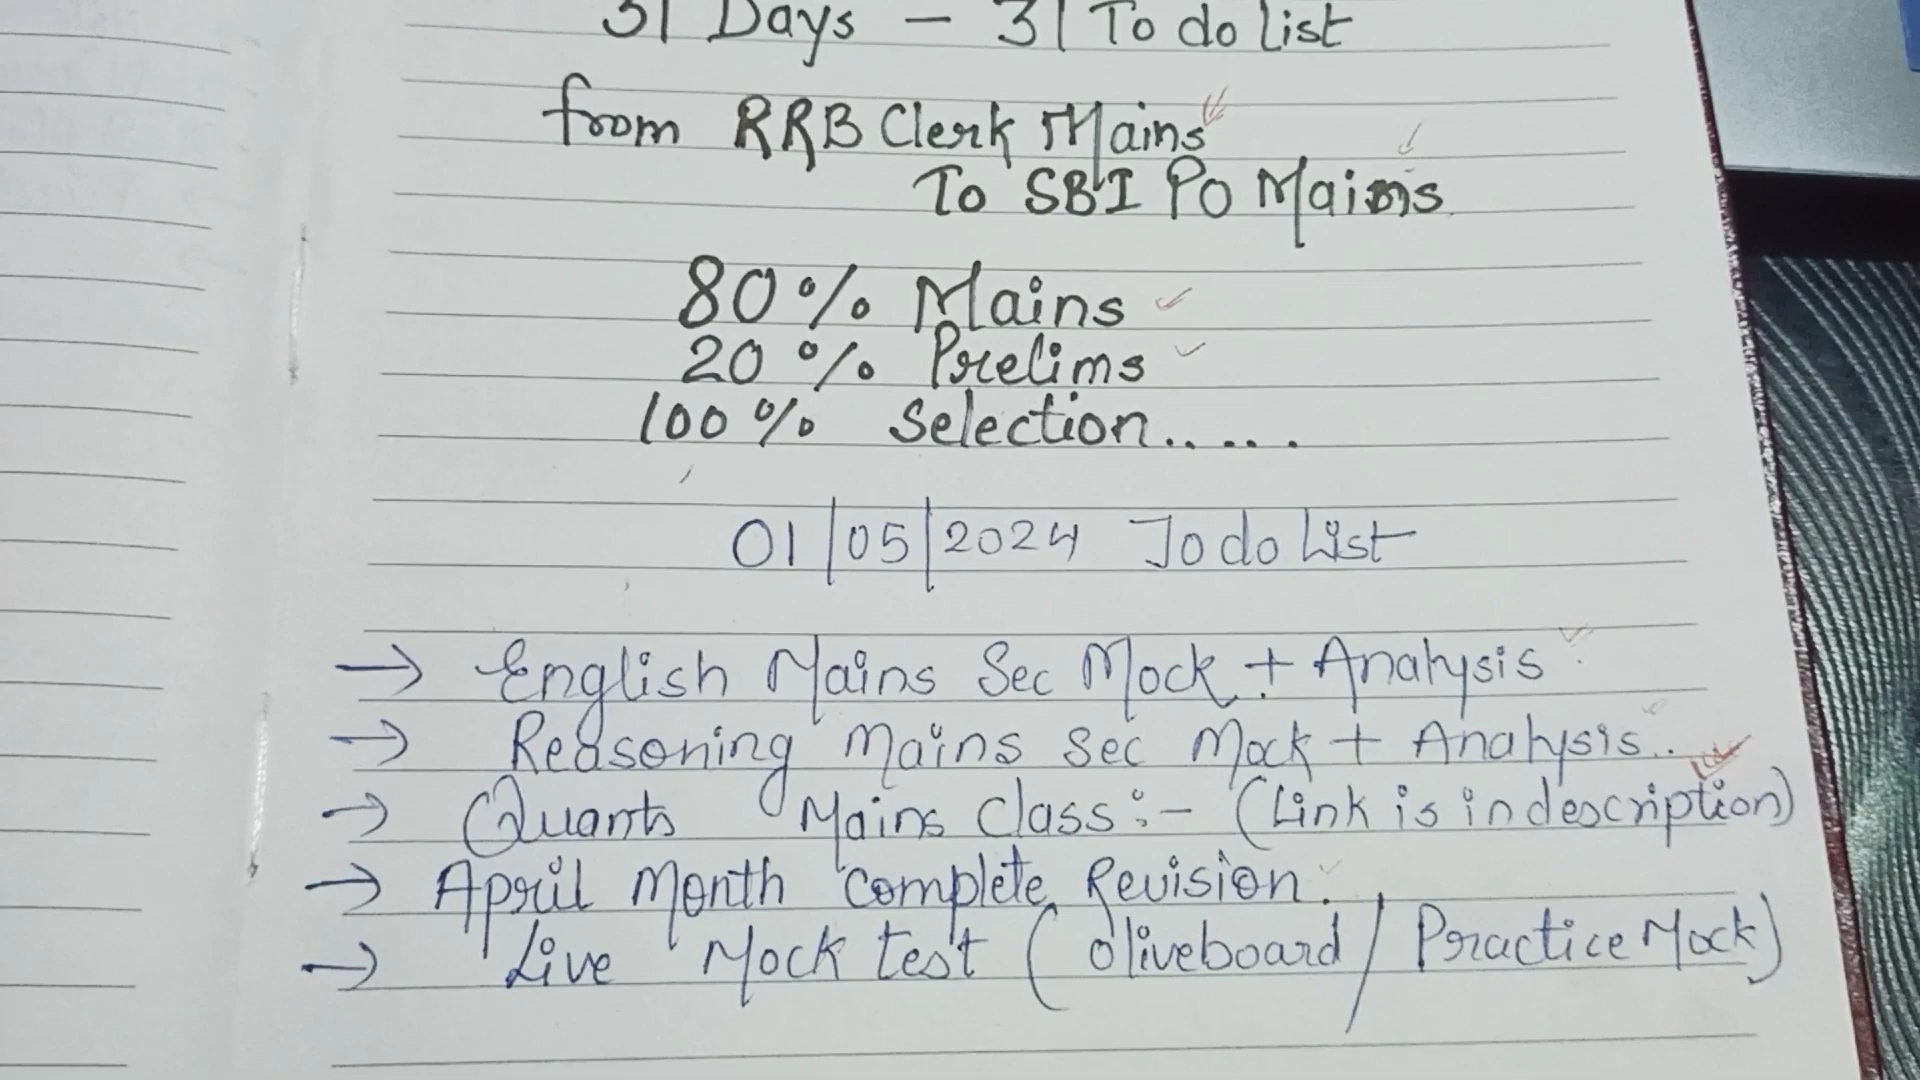 31 Days - 31 To do list
from RRB Clerk Mains
To SBI PO Mains
80% Mains
20% Prelims
100% Selection.....
01/05/2024 To do List
→ English Mains Sec Mock + Analysis
→ Reasoning Mains Sec Mock + Analysis..
→ Quants Mains Class:- (Link is in description)
→ April Month Complete Revision.
→ Live Mock test (Oliveboard / Practice Mock)